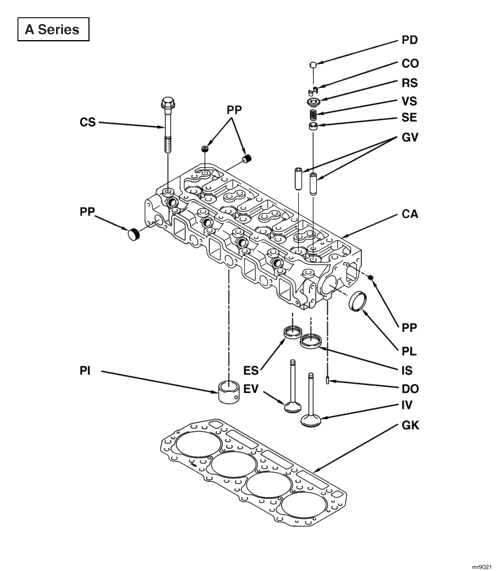 A Series
PD
CO
RS
VS
SE
GV
PP
CS
PP
CA
PP
PL
ES
IS
PI
EV
DO
IV
GK
mr9021